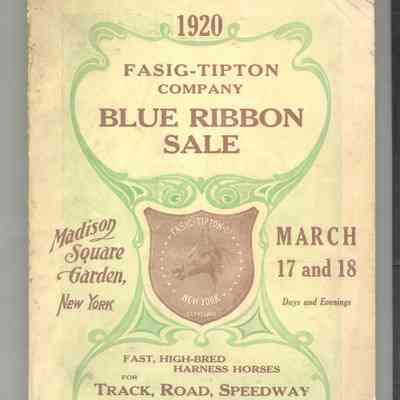 1920
FASIG-TIPTON
COMPANY
BLUE RIBBON
SALE
Madison
Square
Garden,
New York
FASIG-TIPTON Co
NEW YORK
CLEVELAND
MARCH
17 and 18
Days and Evenings
FAST, HIGH-BRED
HARNESS HORSES
FOR
TRACK, ROAD, SPEEDWAY